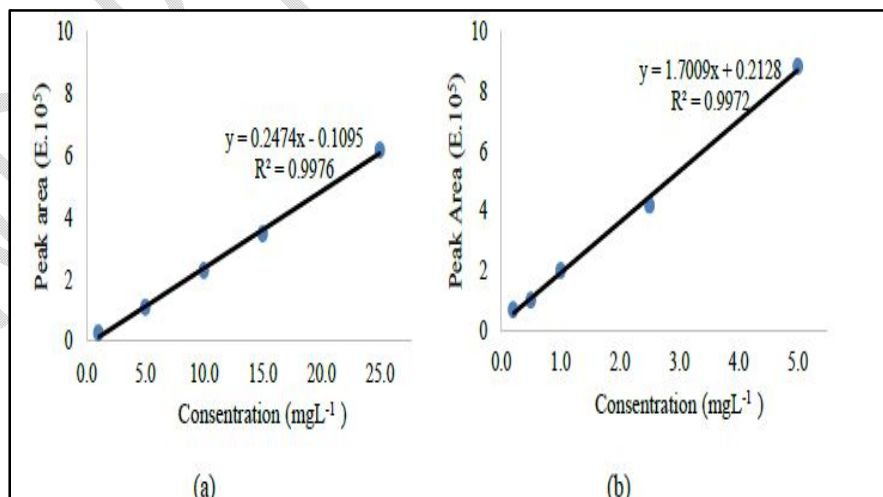 10
8
6
4
2
0
Peak area (E.10⁵)
y = 0.2474x - 0.1095
R² = 0.9976
0.0 5.0 10.0 15.0 20.0 25.0
Consentration (mgL⁻¹ )
(a)
10
8
6
4
2
0
Peak Area (E.10⁵)
y = 1.7009x + 0.2128
R² = 0.9972
0.0 1.0 2.0 3.0 4.0 5.0
Consentration (mgL⁻¹ )
(b)